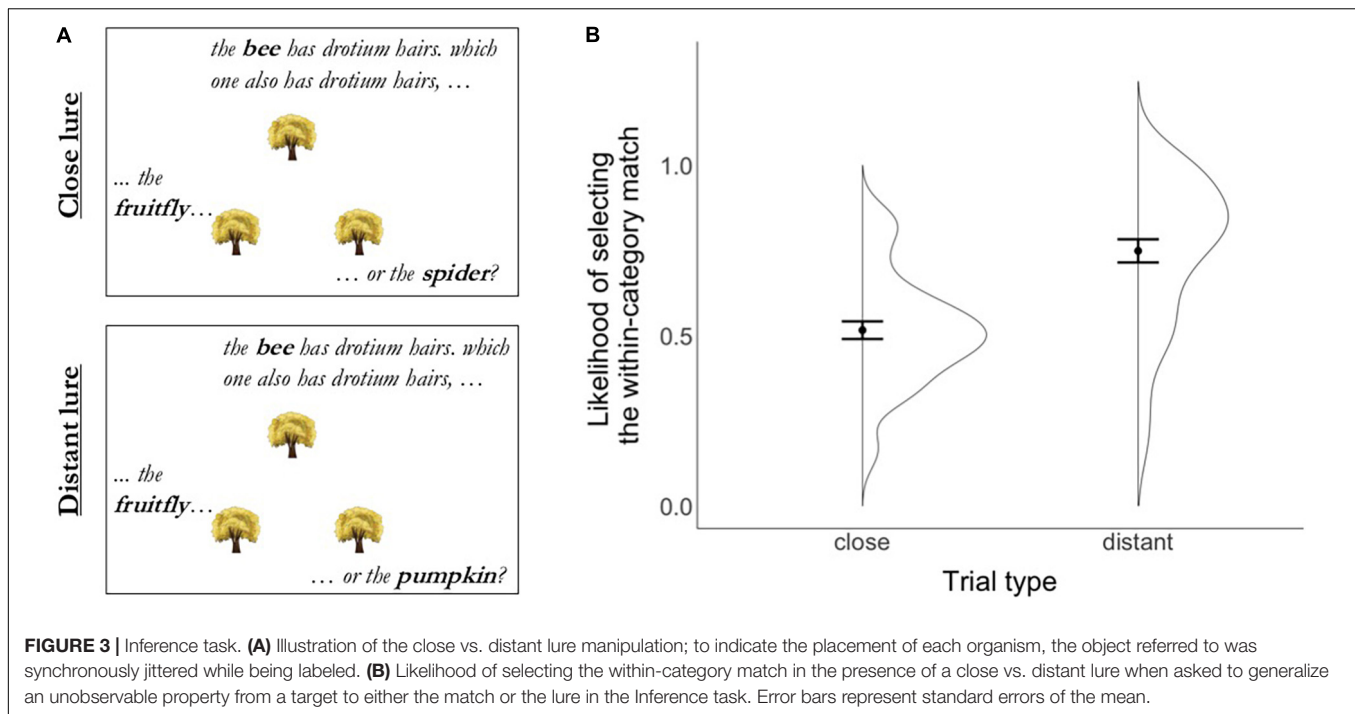 A
Close lure
the bee has drotium hairs. which
one also has drotium hairs, …
... the
fruitfly…
… or the spider?
Distant lure
the bee has drotium hairs. which
one also has drotium hairs, …
... the
fruitfly…
… or the pumpkin?
B
Likelihood of selecting
the within-category match
1.0
0.5
0.0
close
distant
Trial type
FIGURE 3 | Inference task. (A) Illustration of the close vs. distant lure manipulation; to indicate the placement of each organism, the object referred to was
synchronously jittered while being labeled. (B) Likelihood of selecting the within-category match in the presence of a close vs. distant lure when asked to generalize
an unobservable property from a target to either the match or the lure in the Inference task. Error bars represent standard errors of the mean.